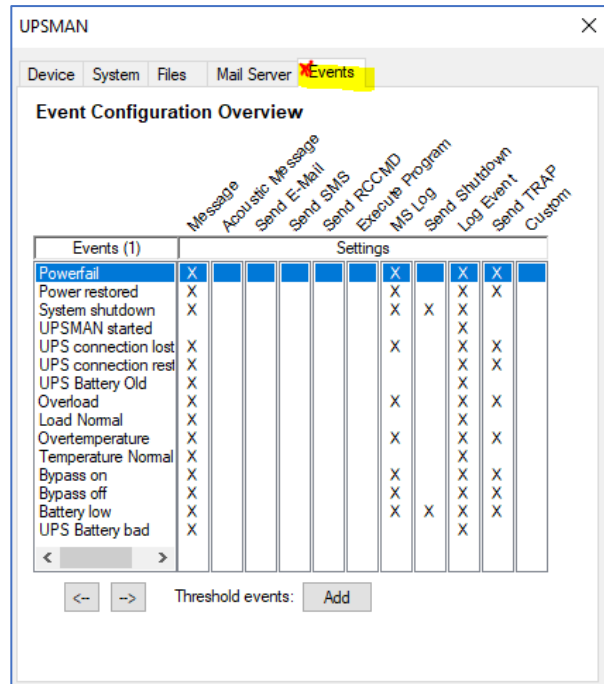 UPSMAN
Device System Files Mail Server Events
Event Configuration Overview
Message Acoustic Message Send E-Mail Send SMS Send RCCMD Execute Program MS Log Send Shutdown Log Event Send TRAP Custom
Events (1) Settings
Powerfail X X X X
Power restored X X X X
System shutdown X X X X
UPSMAN started X
UPS connection lost X X X X
UPS connection rest X X X
UPS Battery Old X X
Overload X X X X
Load Normal X X
Overtemperature X X X X
Temperature Normal X X
Bypass on X X X X
Bypass off X X X X
Battery low X X X X X
UPS Battery bad X X
<-- --> Threshold events: Add